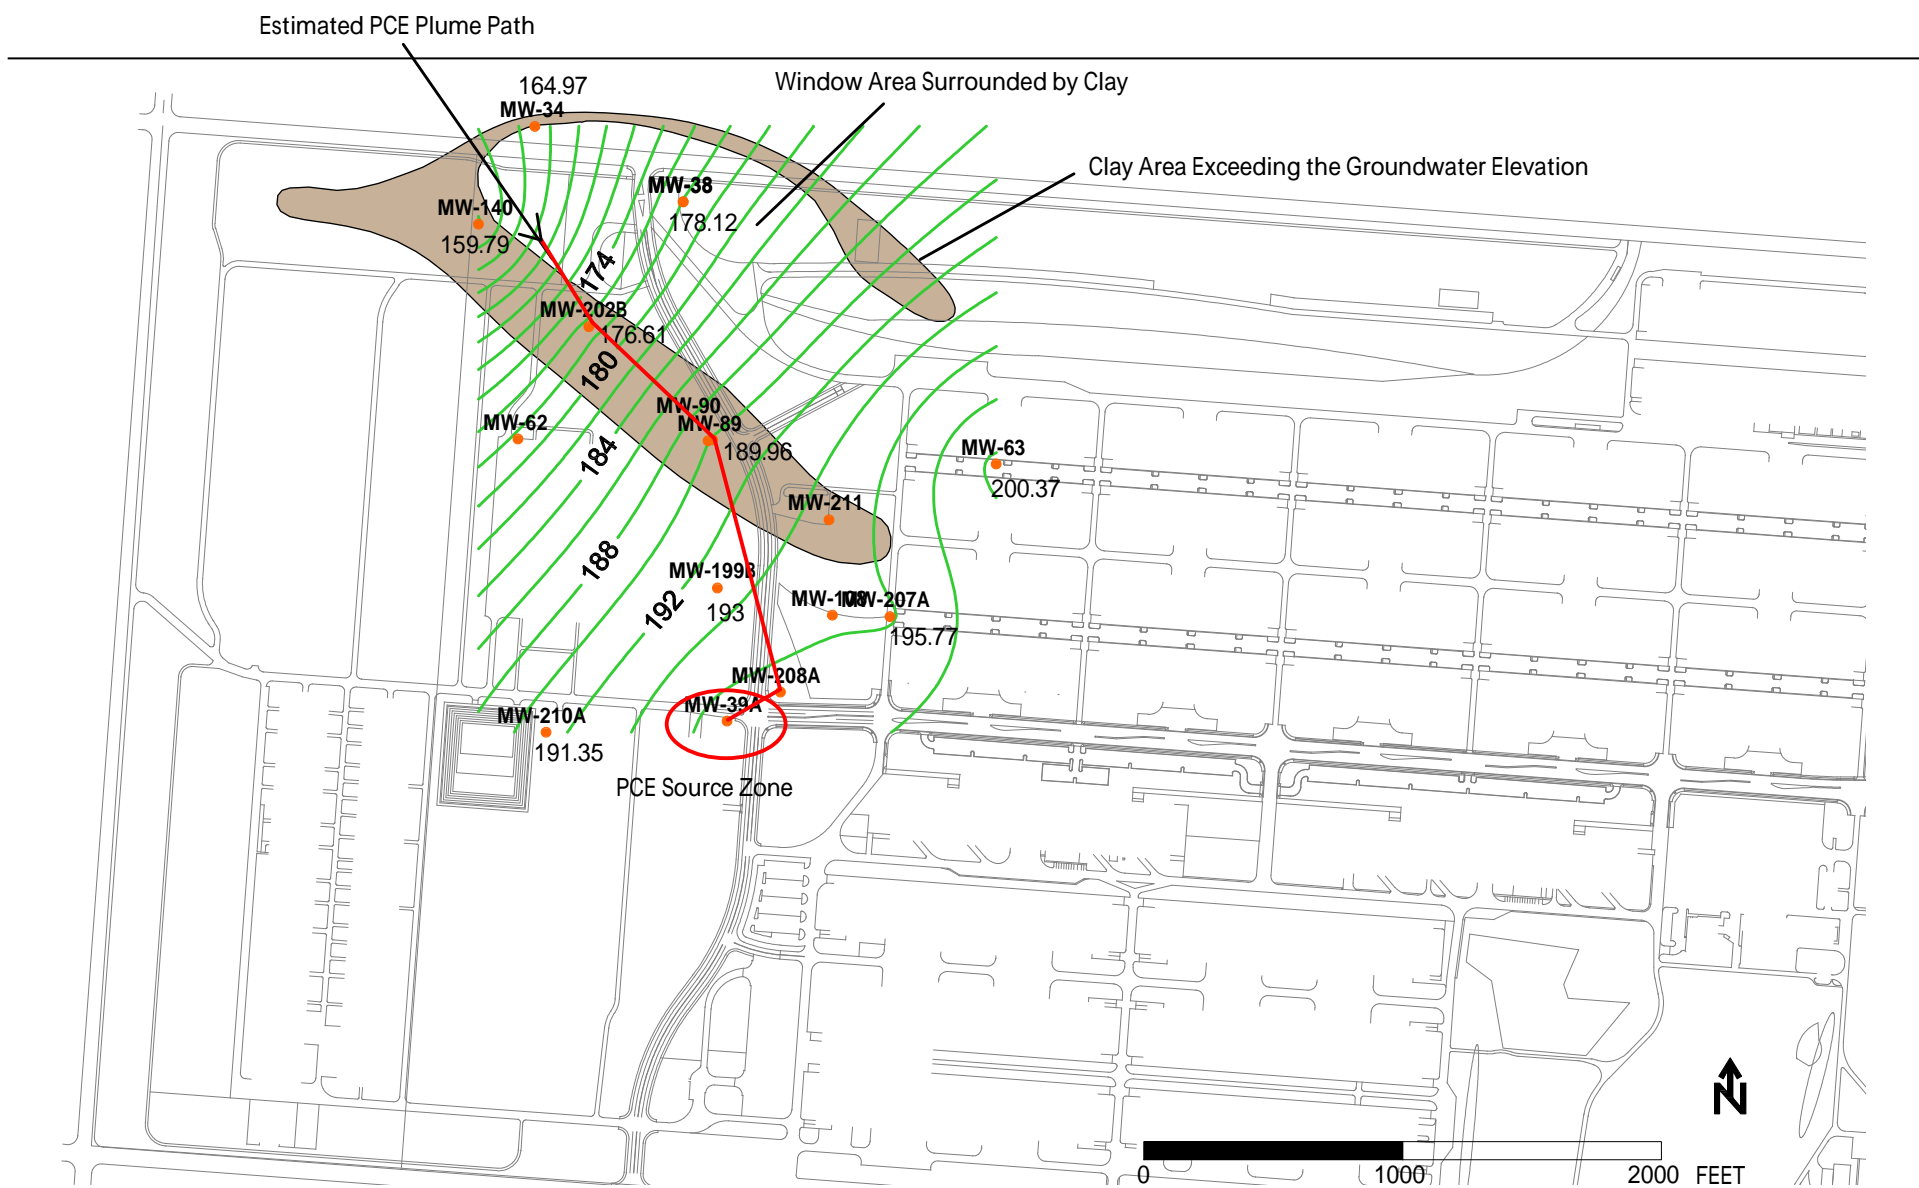 Estimated PCE Plume Path
Window Area Surrounded by Clay
164.97
MW-34
Clay Area Exceeding the Groundwater Elevation
MW-38
178.12
MW-140
159.79
174
MW-202B
176.61
180
MW-90
MW-62
MW-89
189.96
184
MW-63
200.37
MW-211
188
MW-199B
193
192
MW-108
MW-207A
195.77
MW-208A
MW-39A
MW-210A
191.35
PCE Source Zone
N
0 1000 2000 FEET